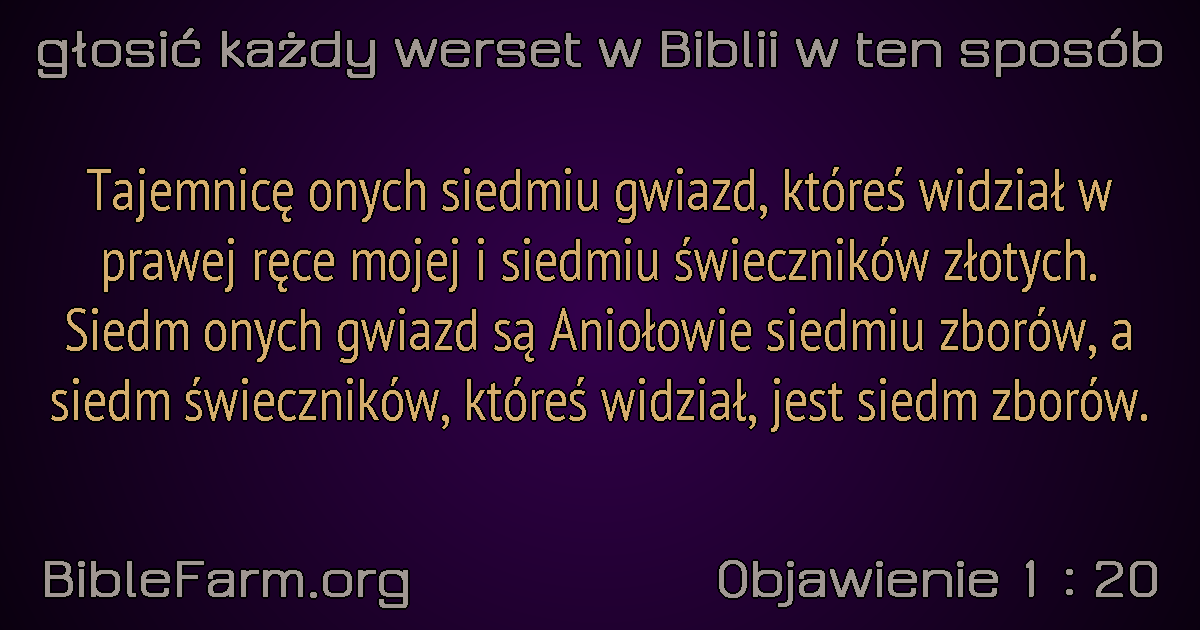 głosić każdy werset w Biblii w ten sposób
Tajemnicę onych siedmiu gwiazd, któreś widział w
prawej ręce mojej i siedmiu świeczników złotych.
Siedm onych gwiazd są Aniołowie siedmiu zborów, a
siedm świeczników, któreś widział, jest siedm zborów.
BibleFarm.org
Objawienie 1 : 20